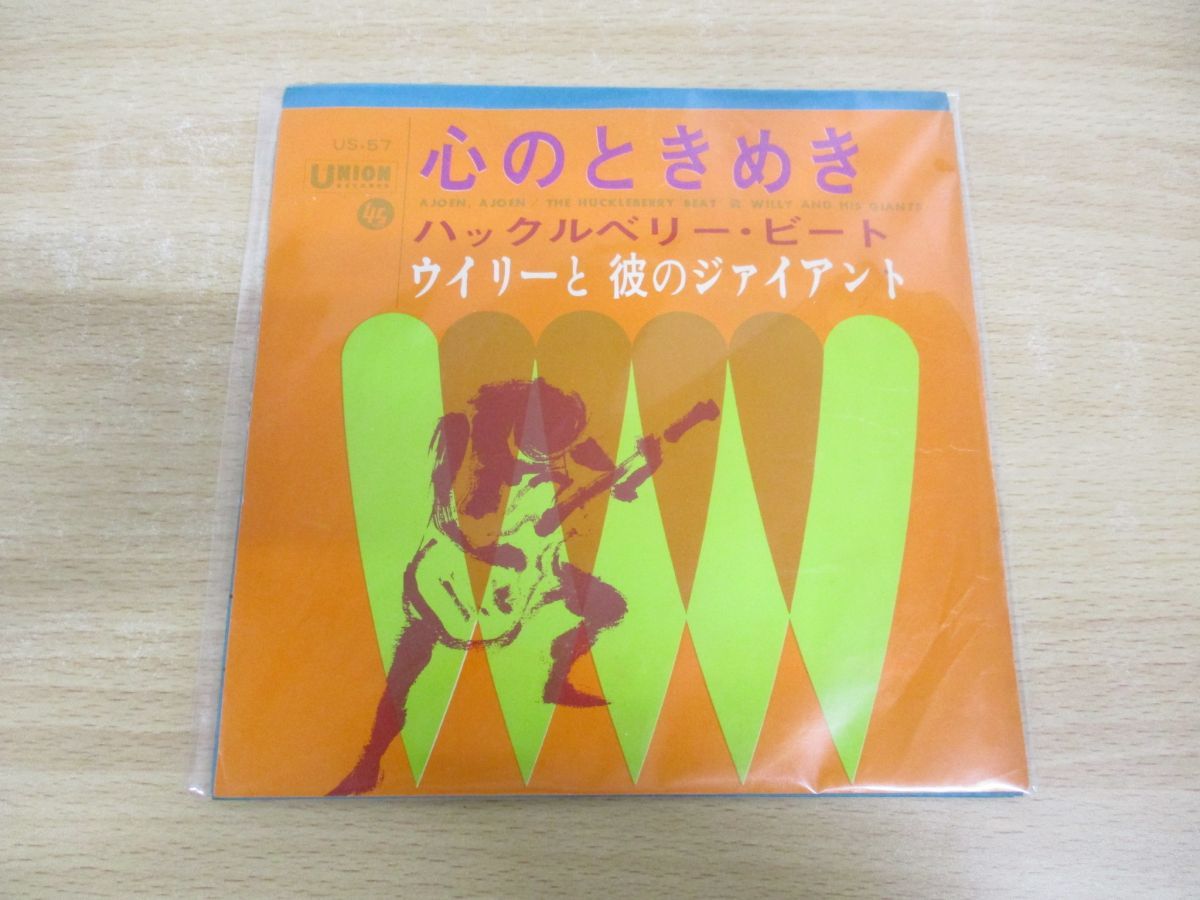 US・57
UNION
RECORDS
45
心のときめき
AJOEN, AJOEN / THE HUCKLEBERRY BEAT WILLY AND HIS GIANTS
ハックルベリー・ビート
ウイリーと 彼のジァイアント